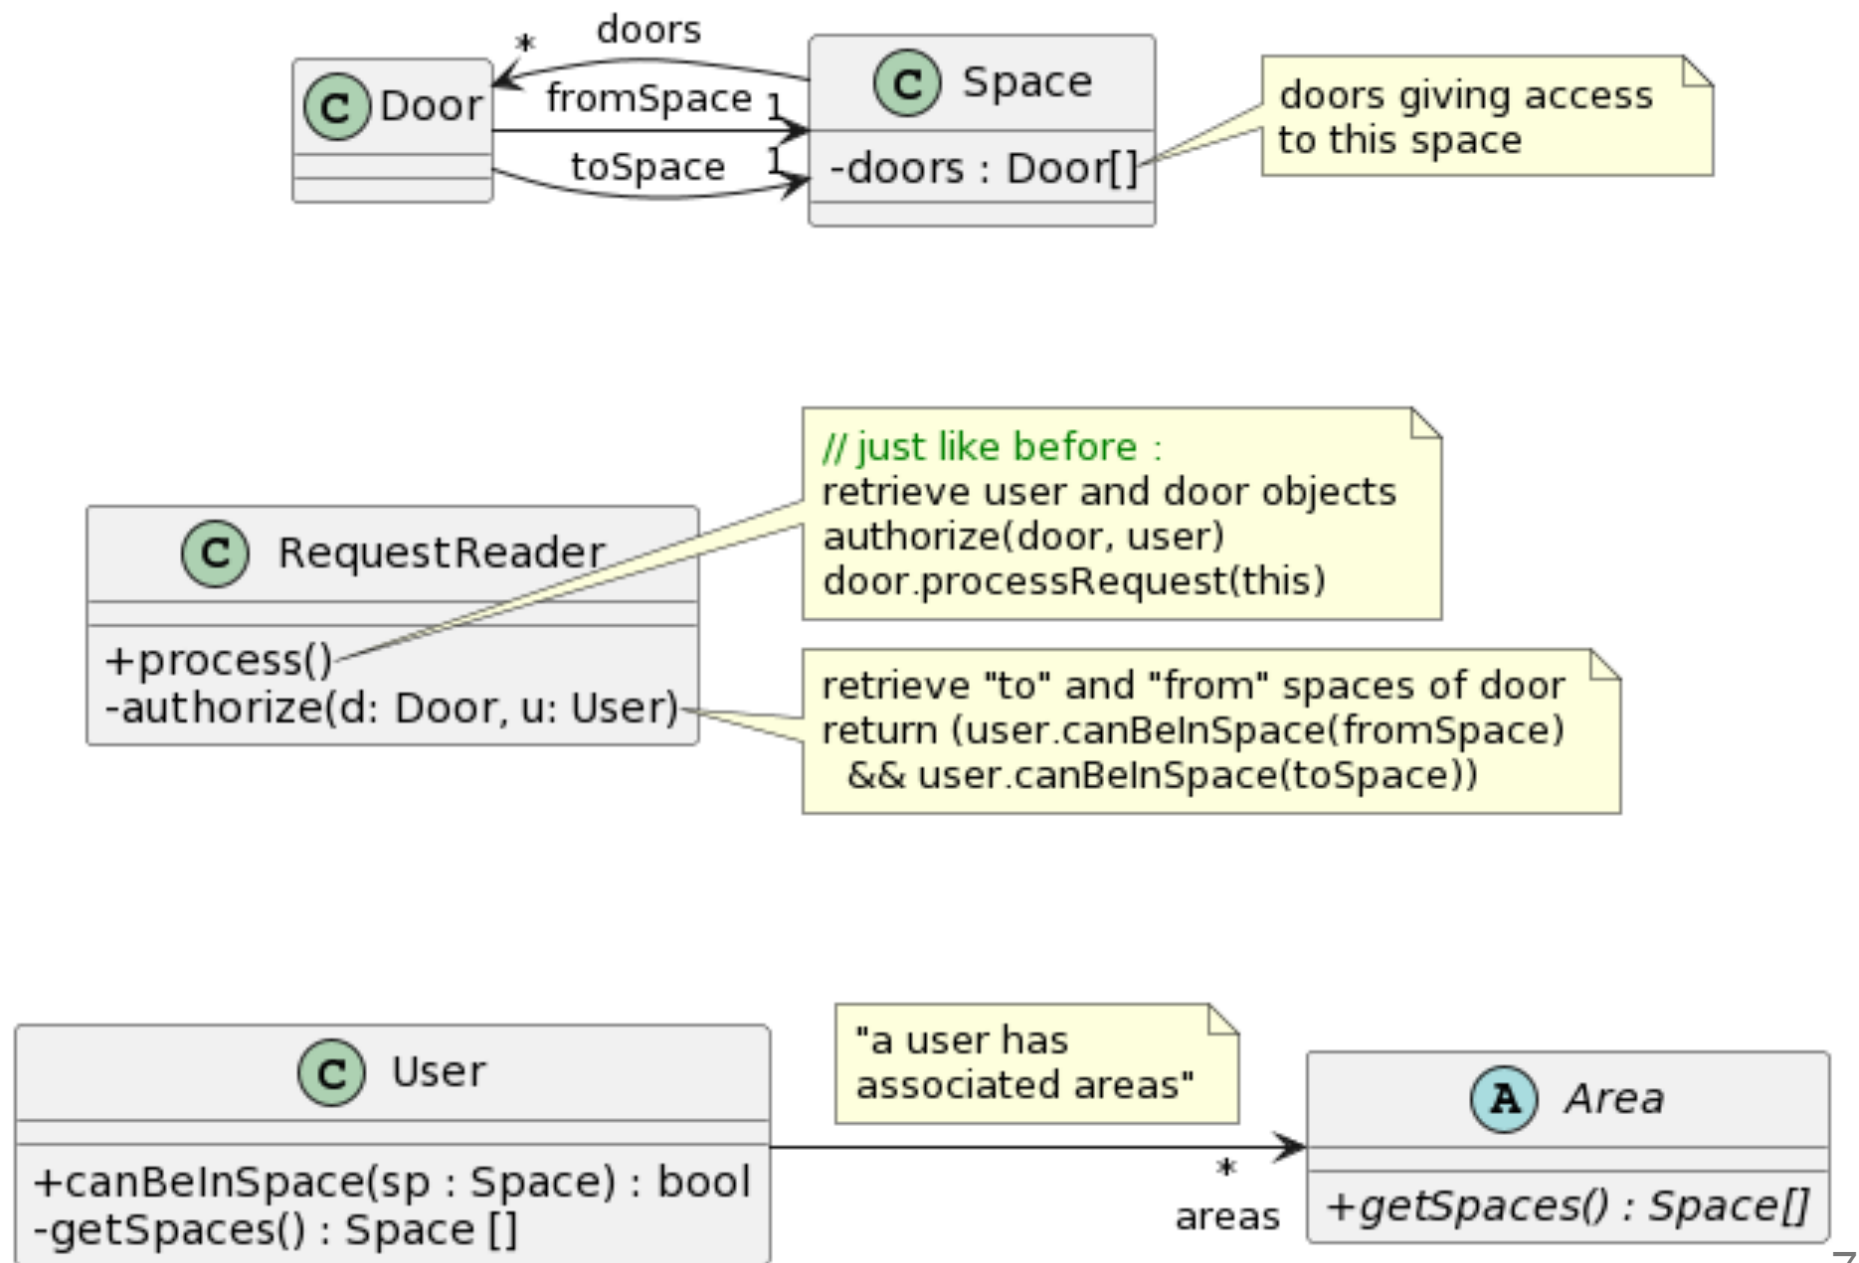 doors
*
C Door
fromSpace 1
toSpace 1
C Space
-doors : Door[]
doors giving access
to this space
// just like before :
retrieve user and door objects
authorize(door, user)
door.processRequest(this)
C RequestReader
+process()
-authorize(d: Door, u: User)
retrieve "to" and "from" spaces of door
return (user.canBeInSpace(fromSpace)
&& user.canBeInSpace(toSpace))
"a user has
associated areas"
C User
+canBeInSpace(sp : Space) : bool
-getSpaces() : Space []
*
areas
A Area
+getSpaces() : Space[]